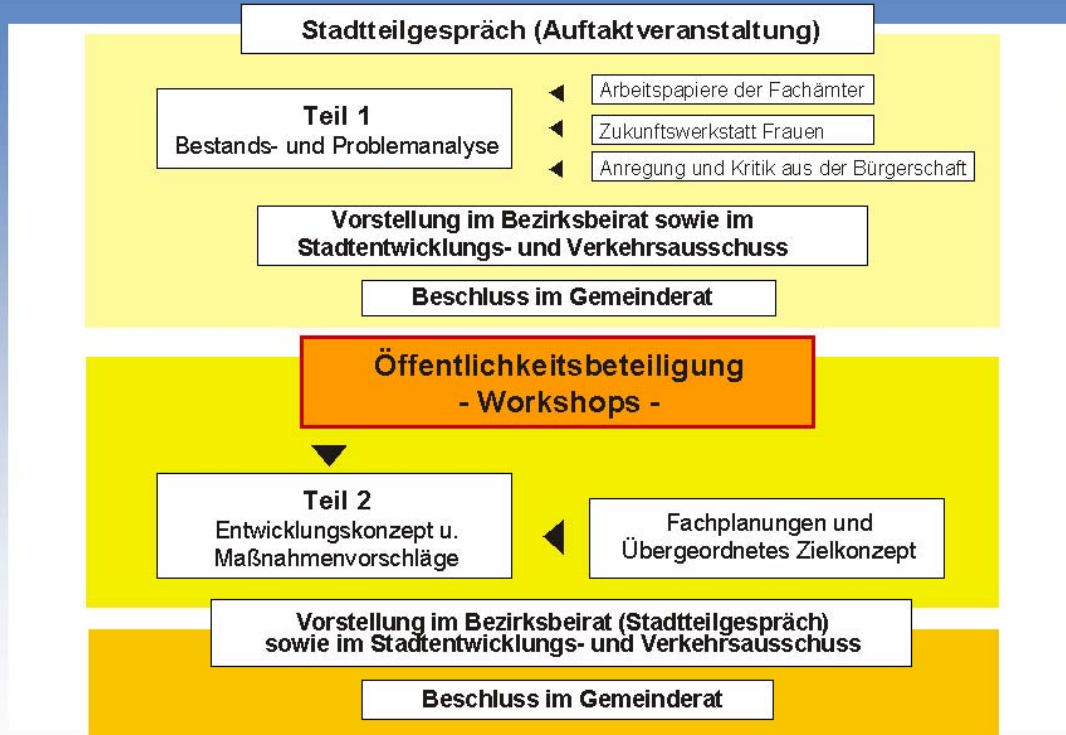 Stadtteilgespräch (Auftaktveranstaltung)
Teil 1
Bestands- und Problemanalyse
Arbeitspapiere der Fachämter
Zukunftswerkstatt Frauen
Anregung und Kritik aus der Bürgerschaft
Vorstellung im Bezirksbeirat sowie im
Stadtentwicklungs- und Verkehrsausschuss
Beschluss im Gemeinderat
Öffentlichkeitsbeteiligung
- Workshops -
Teil 2
Entwicklungskonzept u.
Maßnahmenvorschläge
Fachplanungen und
Übergeordnetes Zielkonzept
Vorstellung im Bezirksbeirat (Stadtteilgespräch)
sowie im Stadtentwicklungs- und Verkehrsausschuss
Beschluss im Gemeinderat